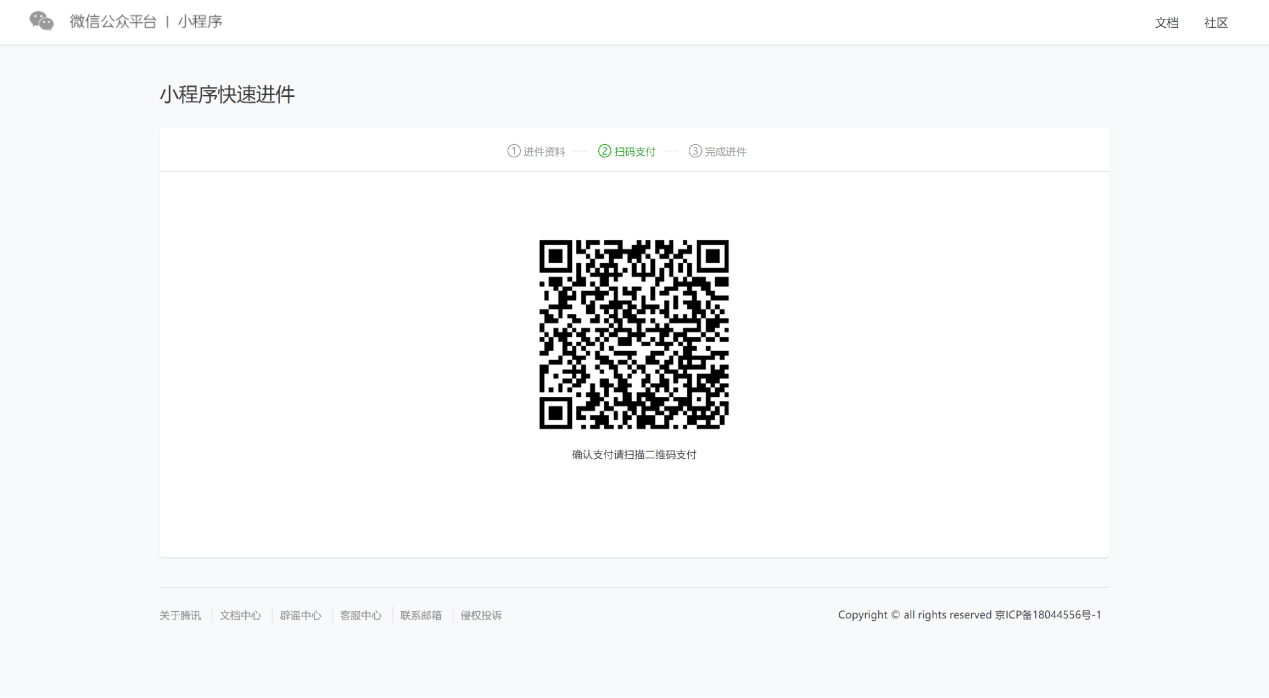 微信公众平台 | 小程序
文档 社区
小程序快速进件
① 进件资料 ② 扫码支付 ③ 完成进件
确认支付请扫描二维码支付
关于腾讯 文档中心 辟谣中心 客服中心 联系邮箱 侵权投诉
Copyright © all rights reserved 京ICP备18044556号-1